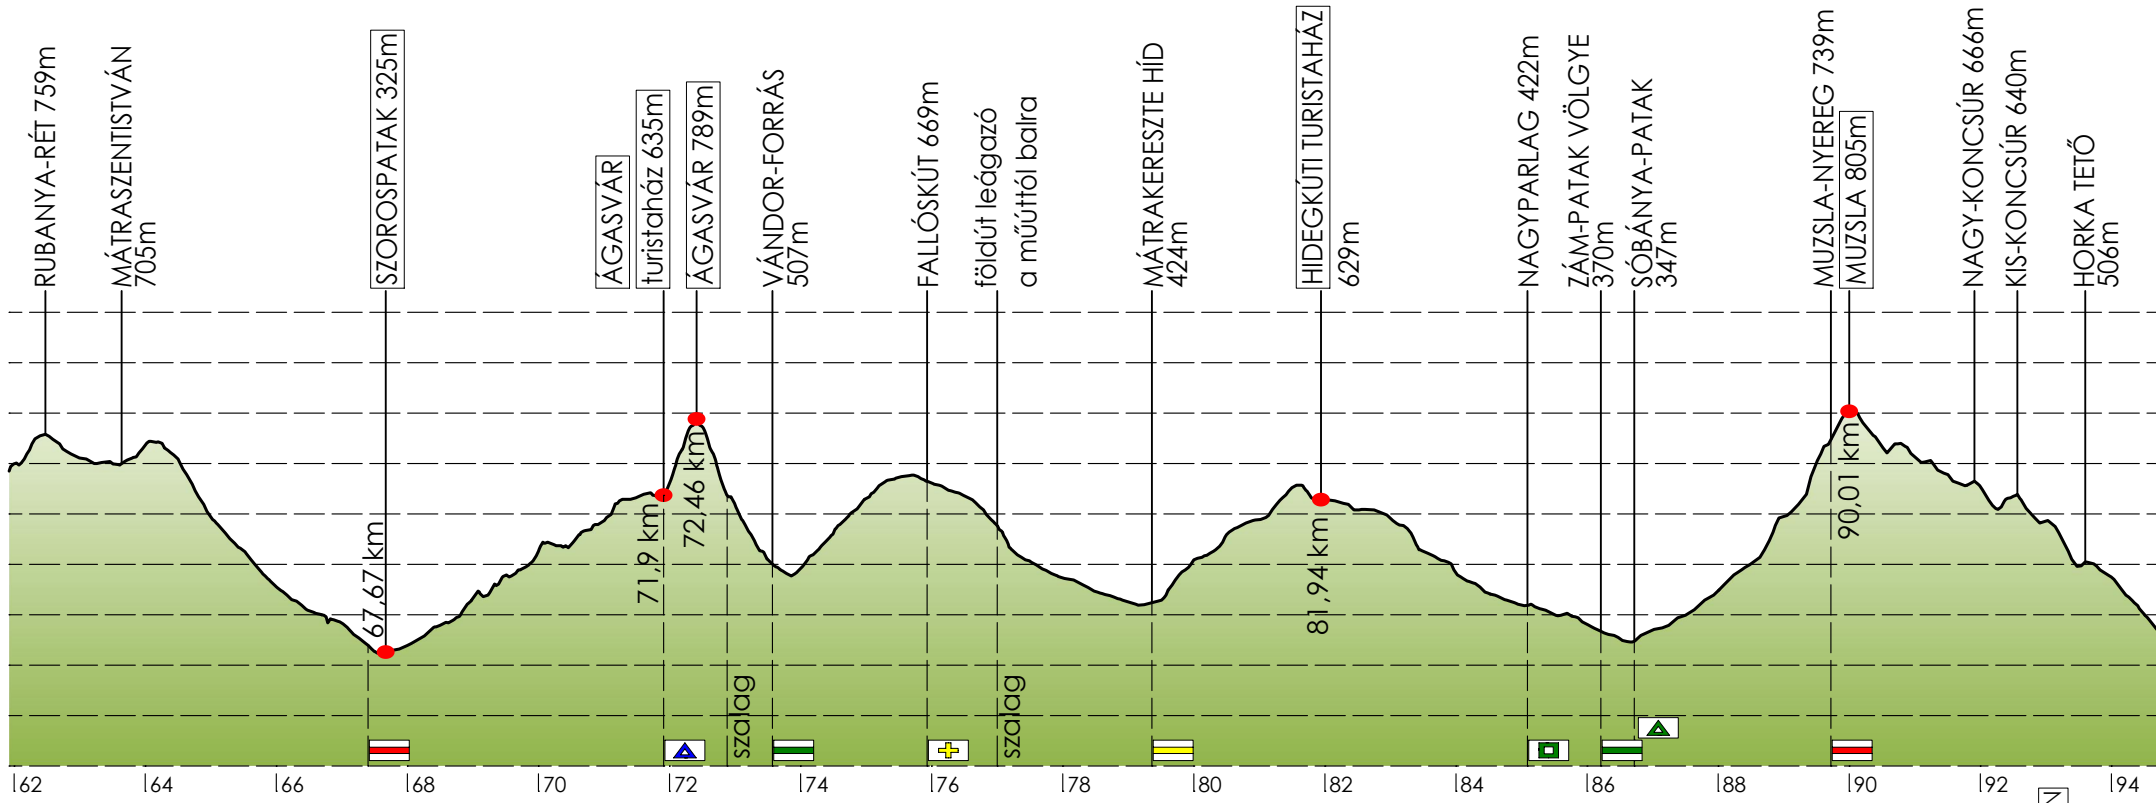 RUBANYA-RÉT 759m
MÁTRASZENTISTVÁN
705m
SZOROSPATAK 325m
ÁGASVÁR
turistaház 635m
ÁGASVÁR 789m
VÁNDOR-FORRÁS
507m
FALLÓSKÚT 669m
földút leágazó
a műúttól balra
MÁTRAKERESZTE HÍD
424m
HIDEGKÚTI TURISTAHÁZ
629m
NAGYPARLAG 422m
ZÁM-PATAK VÖLGYE
370m
SÓBÁNYA-PATAK
347m
MUZSLA-NYEREG 739m
MUZSLA 805m
NAGY-KONCSÚR 666m
KIS-KONCSÚR 640m
HORKA TETŐ
506m
67,67 km
71,9 km
72,46 km
81,94 km
90,01 km
szalag
szalag
62 64 66 68 70 72 74 76 78 80 82 84 86 88 90 92 94